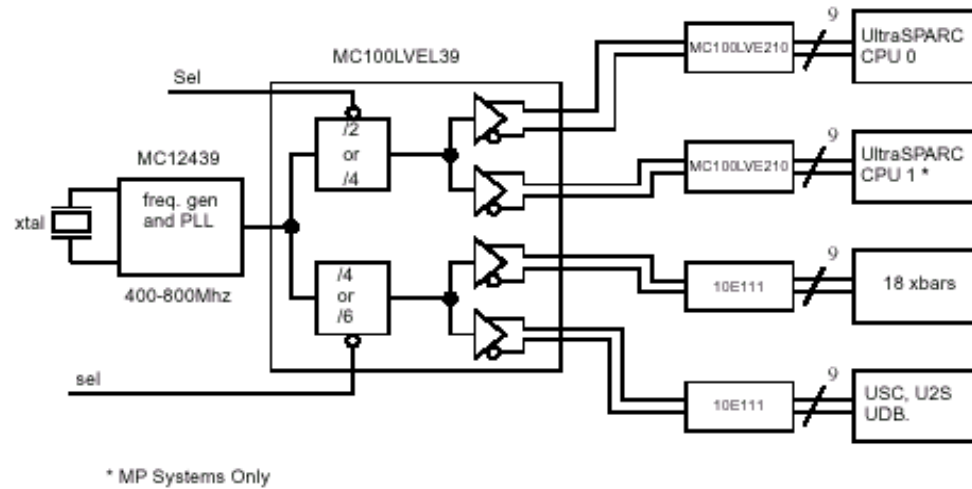 9
UltraSPARC
CPU 0
MC100LVE210
MC100LVEL39
Sel
/2
or
/4
MC12439
freq. gen
and PLL
xtal
400-800Mhz
9
UltraSPARC
CPU 1 *
MC100LVE210
/4
or
/6
sel
9
18 xbars
10E111
9
USC, U2S
UDB.
10E111
* MP Systems Only